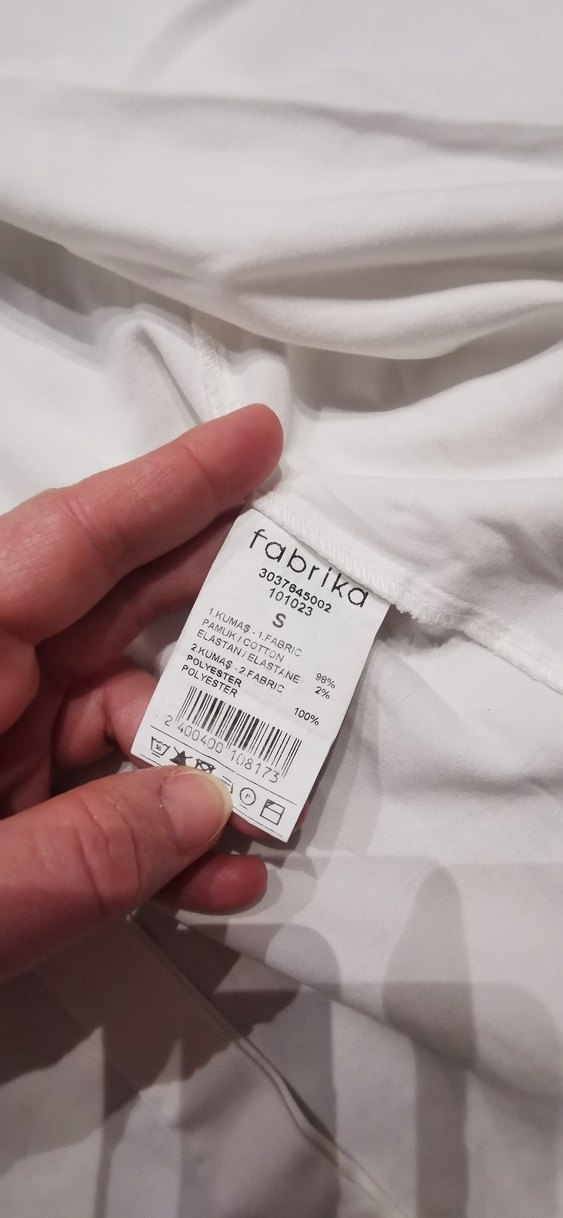 fabrika
3037645002
101023
S
1.KUMAŞ - 1.FABRIC
PAMUK / COTTON 98%
ELASTAN / ELASTANE 2%
2.KUMAŞ - 2.FABRIC
POLYESTER 100%
POLYESTER
2 400400 108173
P